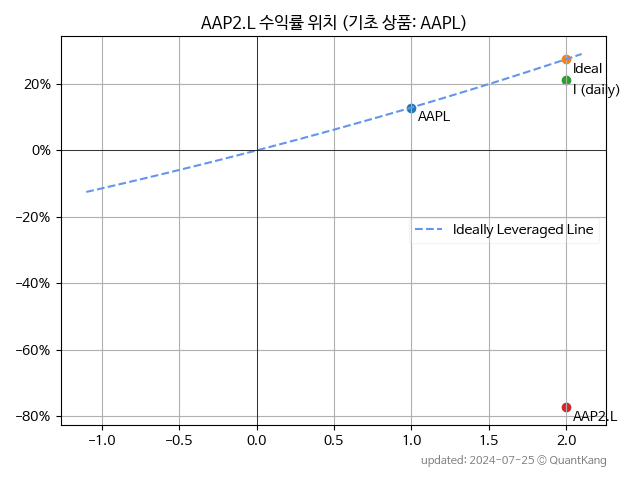 AAP2.L 수익률 위치 (기초 상품: AAPL)
20%
0%
−20%
−40%
−60%
−80%
Ideal
I (daily)
AAPL
Ideally Leveraged Line
AAP2.L
−1.0 −0.5 0.0 0.5 1.0 1.5 2.0
updated: 2024-07-25 © QuantKang